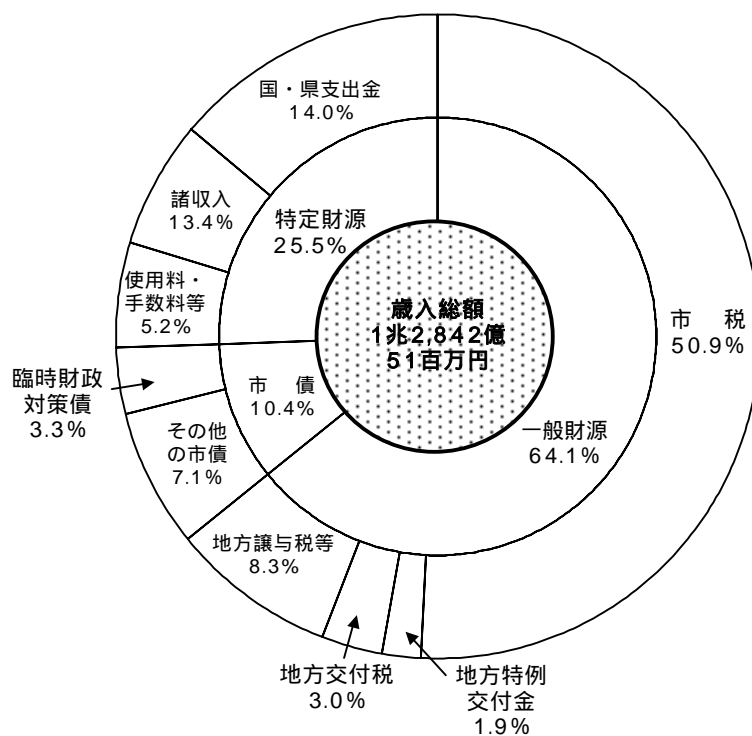 国・県支出金
14.0%
諸収入
13.4%
特定財源
25.5%
使用料・
手数料等
5.2%
歳入総額
1兆2,842億
51百万円
市 税
50.9%
臨時財政
対策債
3.3%
市 債
10.4%
その他
の市債
7.1%
一般財源
64.1%
地方譲与税等
8.3%
地方交付税
3.0%
地方特例
交付金
1.9%